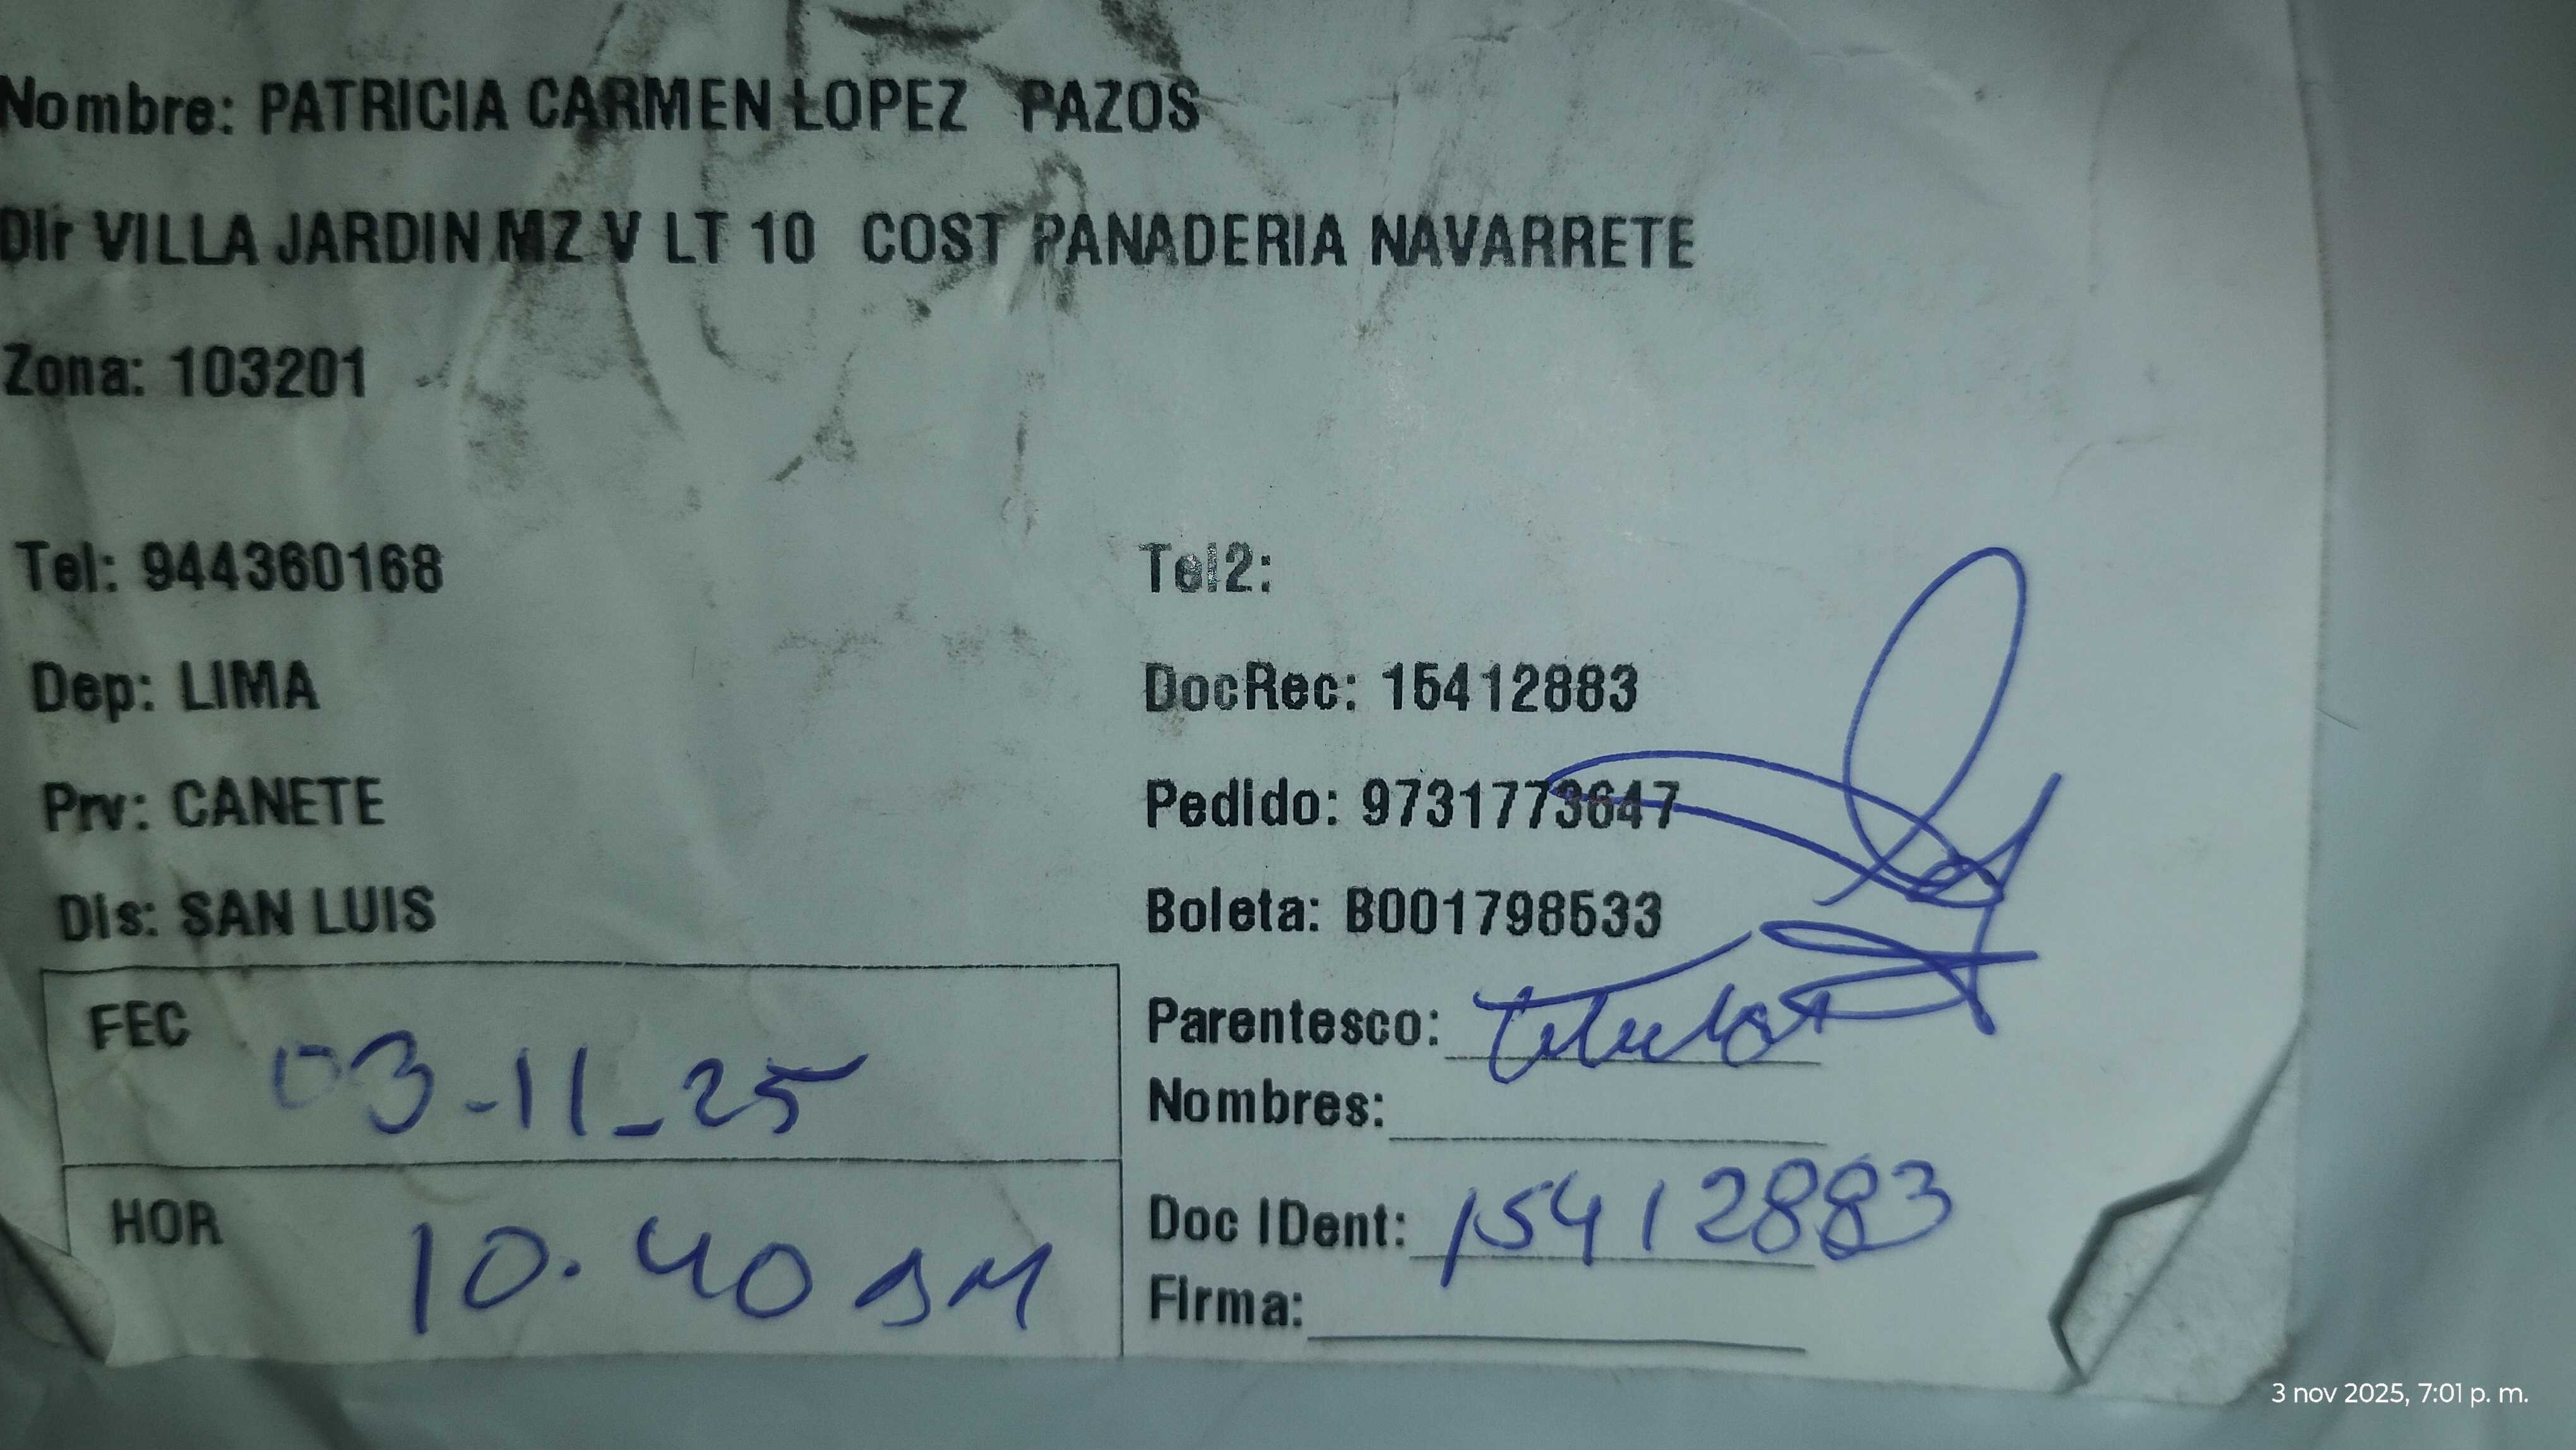 Nombre: PATRICIA CARMEN LOPEZ PAZOS
Dir VILLA JARDIN MZ V LT 10 COST PANADERIA NAVARRETE
Zona: 103201
Tel: 944360168
Tel2:
Dep: LIMA
DocRec: 15412883
Prv: CANETE
Pedido: 9731773647
Dis: SAN LUIS
Boleta: B001798533
FEC 03-11-25
Parentesco: titular
Nombres:
HOR 10.40 AM
Doc IDent: 15412883
Firma:
3 nov 2025, 7:01 p. m.